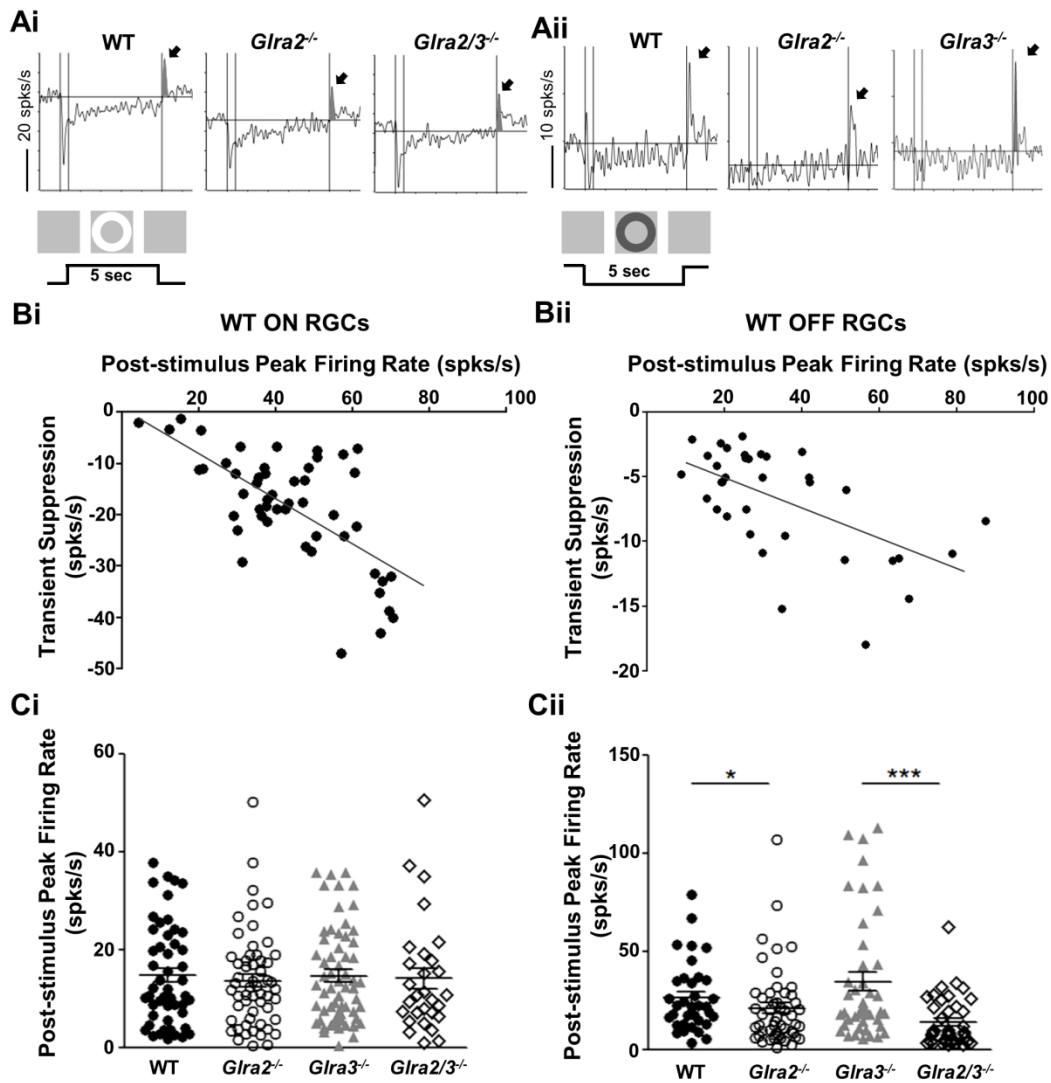 Ai
WT
Glra2-/-
Glra2/3-/-
20 spks/s
5 sec
Aii
WT
Glra2-/-
Glra3-/-
10 spks/s
5 sec
Bi
WT ON RGCs
Post-stimulus Peak Firing Rate (spks/s)
0
20
40
60
80
100
0
-10
-20
-30
-40
-50
Transient Suppression
(spks/s)
Bii
WT OFF RGCs
Post-stimulus Peak Firing Rate (spks/s)
0
20
40
60
80
100
-5
-10
-15
-20
Transient Suppression
(spks/s)
Ci
Post-stimulus Peak Firing Rate
(spks/s)
60
40
20
0
WT
Glra2-/-
Glra3-/-
Glra2/3-/-
Cii
Post-stimulus Peak Firing Rate
(spks/s)
150
100
50
0
*
***
WT
Glra2-/-
Glra3-/-
Glra2/3-/-